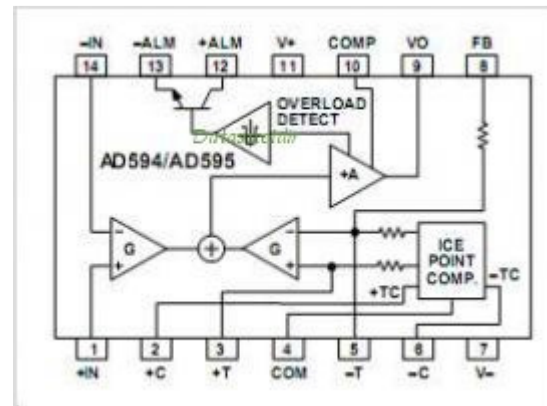 –IN –ALM +ALM V+ COMP VO FB
14 13 12 11 10 9 8
OVERLOAD
DETECT
AD594/AD595
+A
– –
G + G
+ +
ICE
POINT
COMP.
–TC
+TC
1 2 3 4 5 6 7
+IN +C +T COM –T –C V–